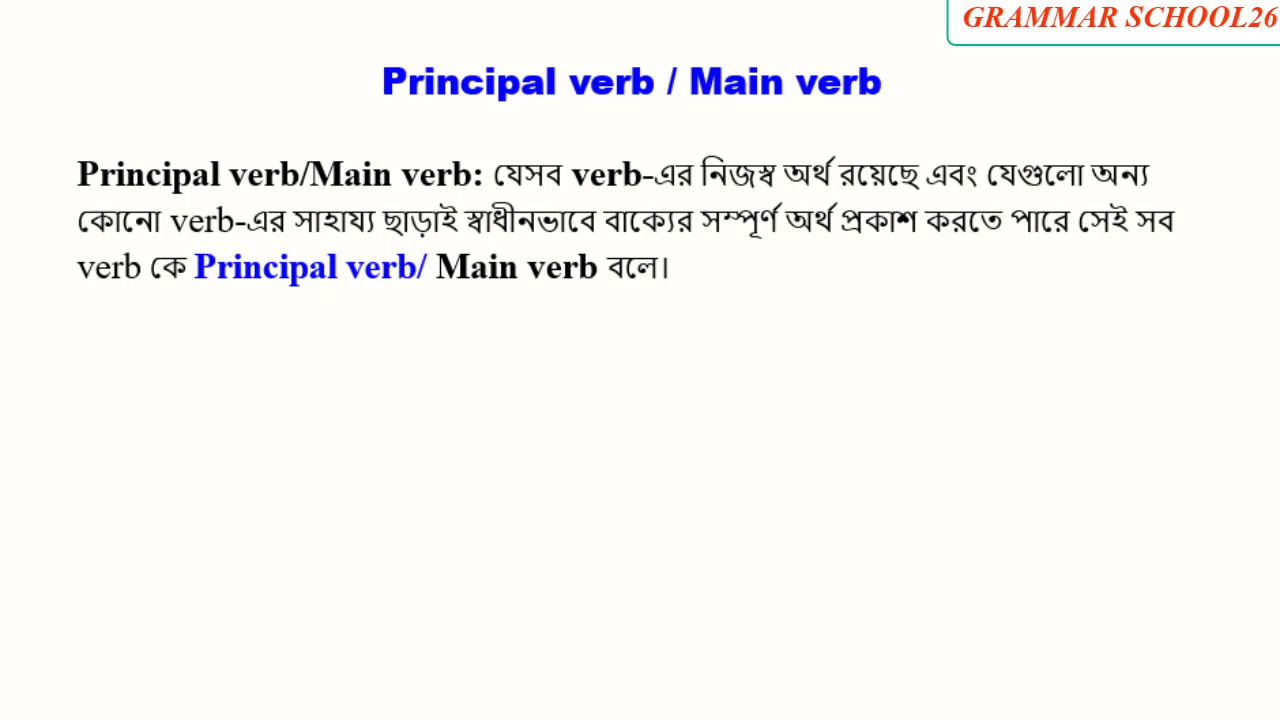 GRAMMAR SCHOOL26
Principal verb / Main verb
Principal verb/Main verb: যেসব verb-এর নিজস্ব অর্থ রয়েছে এবং যেগুলো অন্য
কোনো verb-এর সাহায্য ছাড়াই স্বাধীনভাবে বাক্যের সম্পূর্ণ অর্থ প্রকাশ করতে পারে সেই সব
verb কে Principal verb/ Main verb বলে।